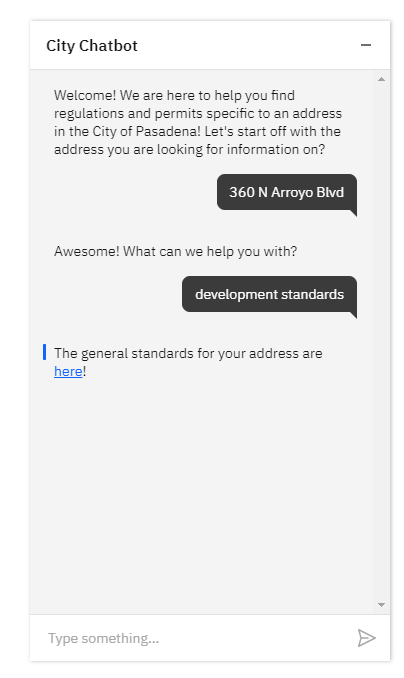 City Chatbot
Welcome! We are here to help you find
regulations and permits specific to an address
in the City of Pasadena! Let's start off with the
address you are looking for information on?
360 N Arroyo Blvd
Awesome! What can we help you with?
development standards
The general standards for your address are
here!
Type something...